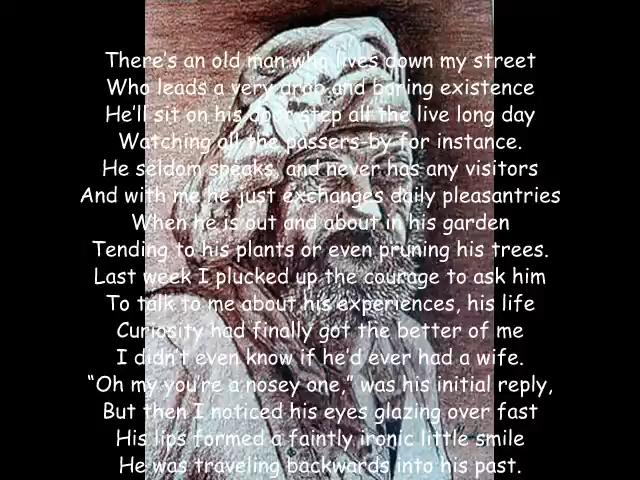 There's an old man who lives down my street
Who leads a very drab and boring existence
He'll sit on his door step all the live long day
Watching all the passers-by for instance.
He seldom speaks, and never has any visitors
And with me he just exchanges daily pleasantries
When he is out and about in his garden
Tending to his plants or even pruning his trees.
Last week I plucked up the courage to ask him
To talk to me about his experiences, his life
Curiosity had finally got the better of me
I didn't even know if he'd ever had a wife.
“Oh my you're a nosey one,” was his initial reply,
But then I noticed his eyes glazing over fast
His lips formed a faintly ironic little smile
He was traveling backwards into his past.